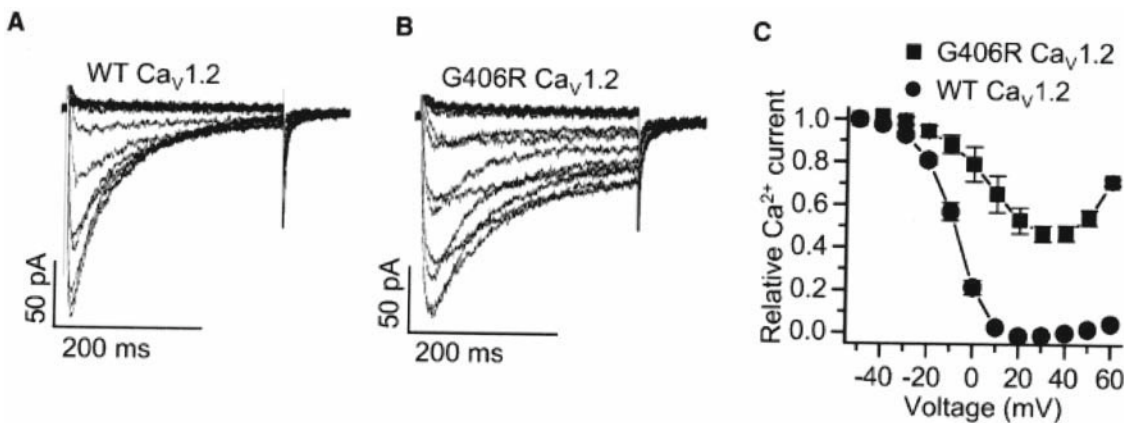 A
WT CaV1.2
50 pA
200 ms
B
G406R CaV1.2
50 pA
200 ms
C
G406R CaV1.2
WT CaV1.2
Relative Ca2+ current
1.0
0.8
0.6
0.4
0.2
0.0
-40 -20 0 20 40 60
Voltage (mV)